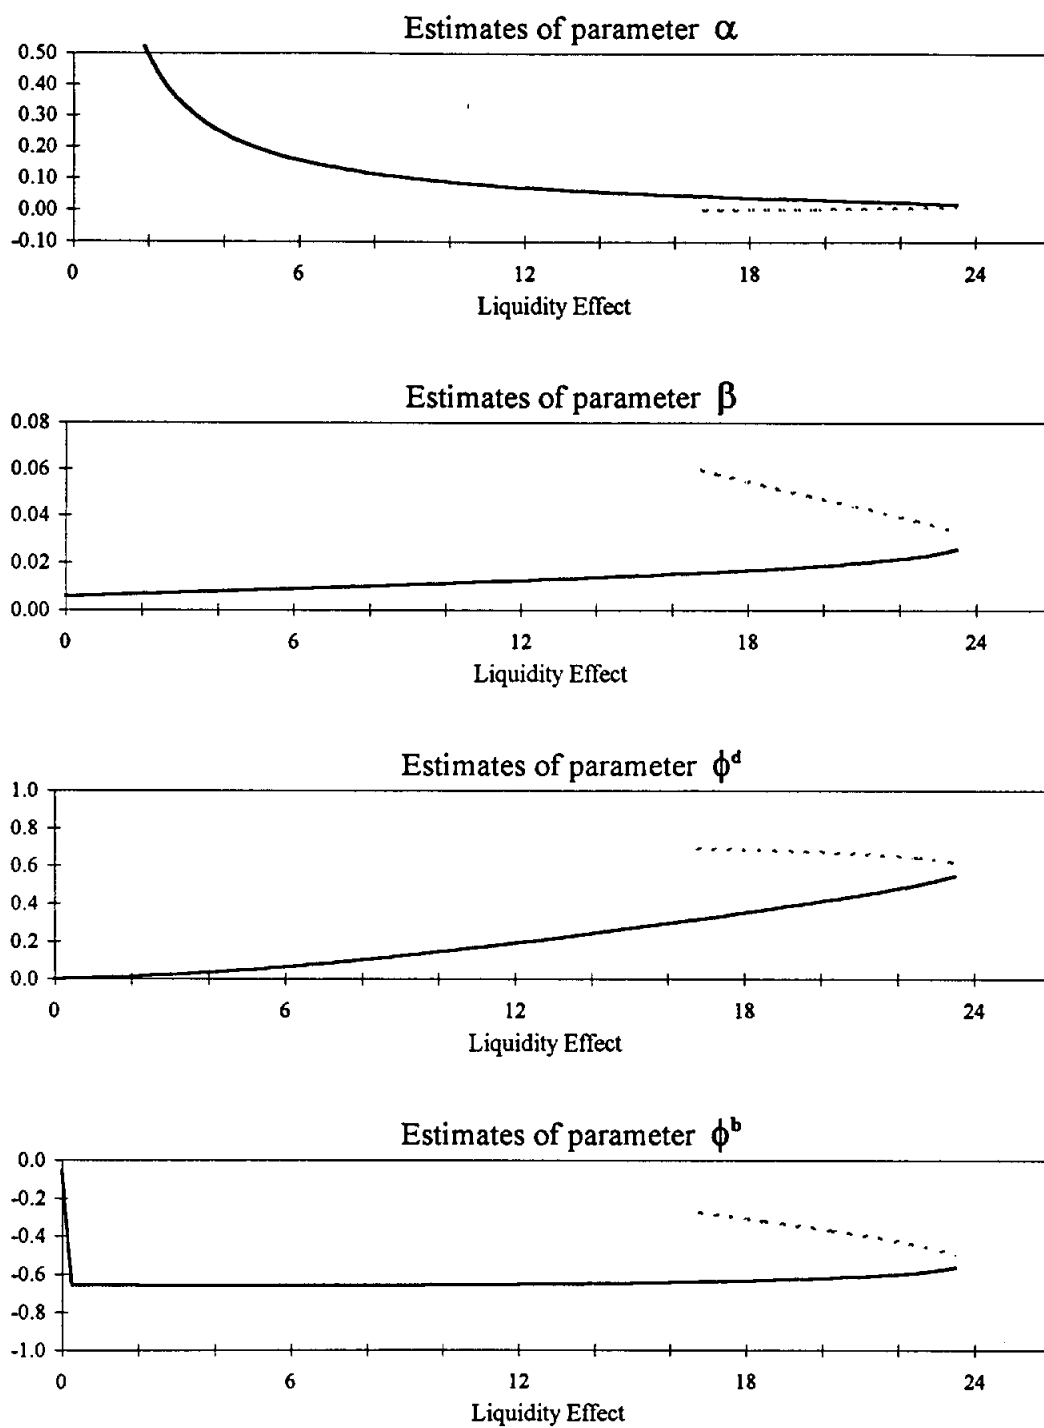 Estimates of parameter α
0.50
0.40
0.30
0.20
0.10
0.00
-0.10
0 6 12 18 24
Liquidity Effect
Estimates of parameter β
0.08
0.06
0.04
0.02
0.00
0 6 12 18 24
Liquidity Effect
Estimates of parameter ϕᵈ
1.0
0.8
0.6
0.4
0.2
0.0
0 6 12 18 24
Liquidity Effect
Estimates of parameter ϕᵇ
0.0
-0.2
-0.4
-0.6
-0.8
-1.0
0 6 12 18 24
Liquidity Effect